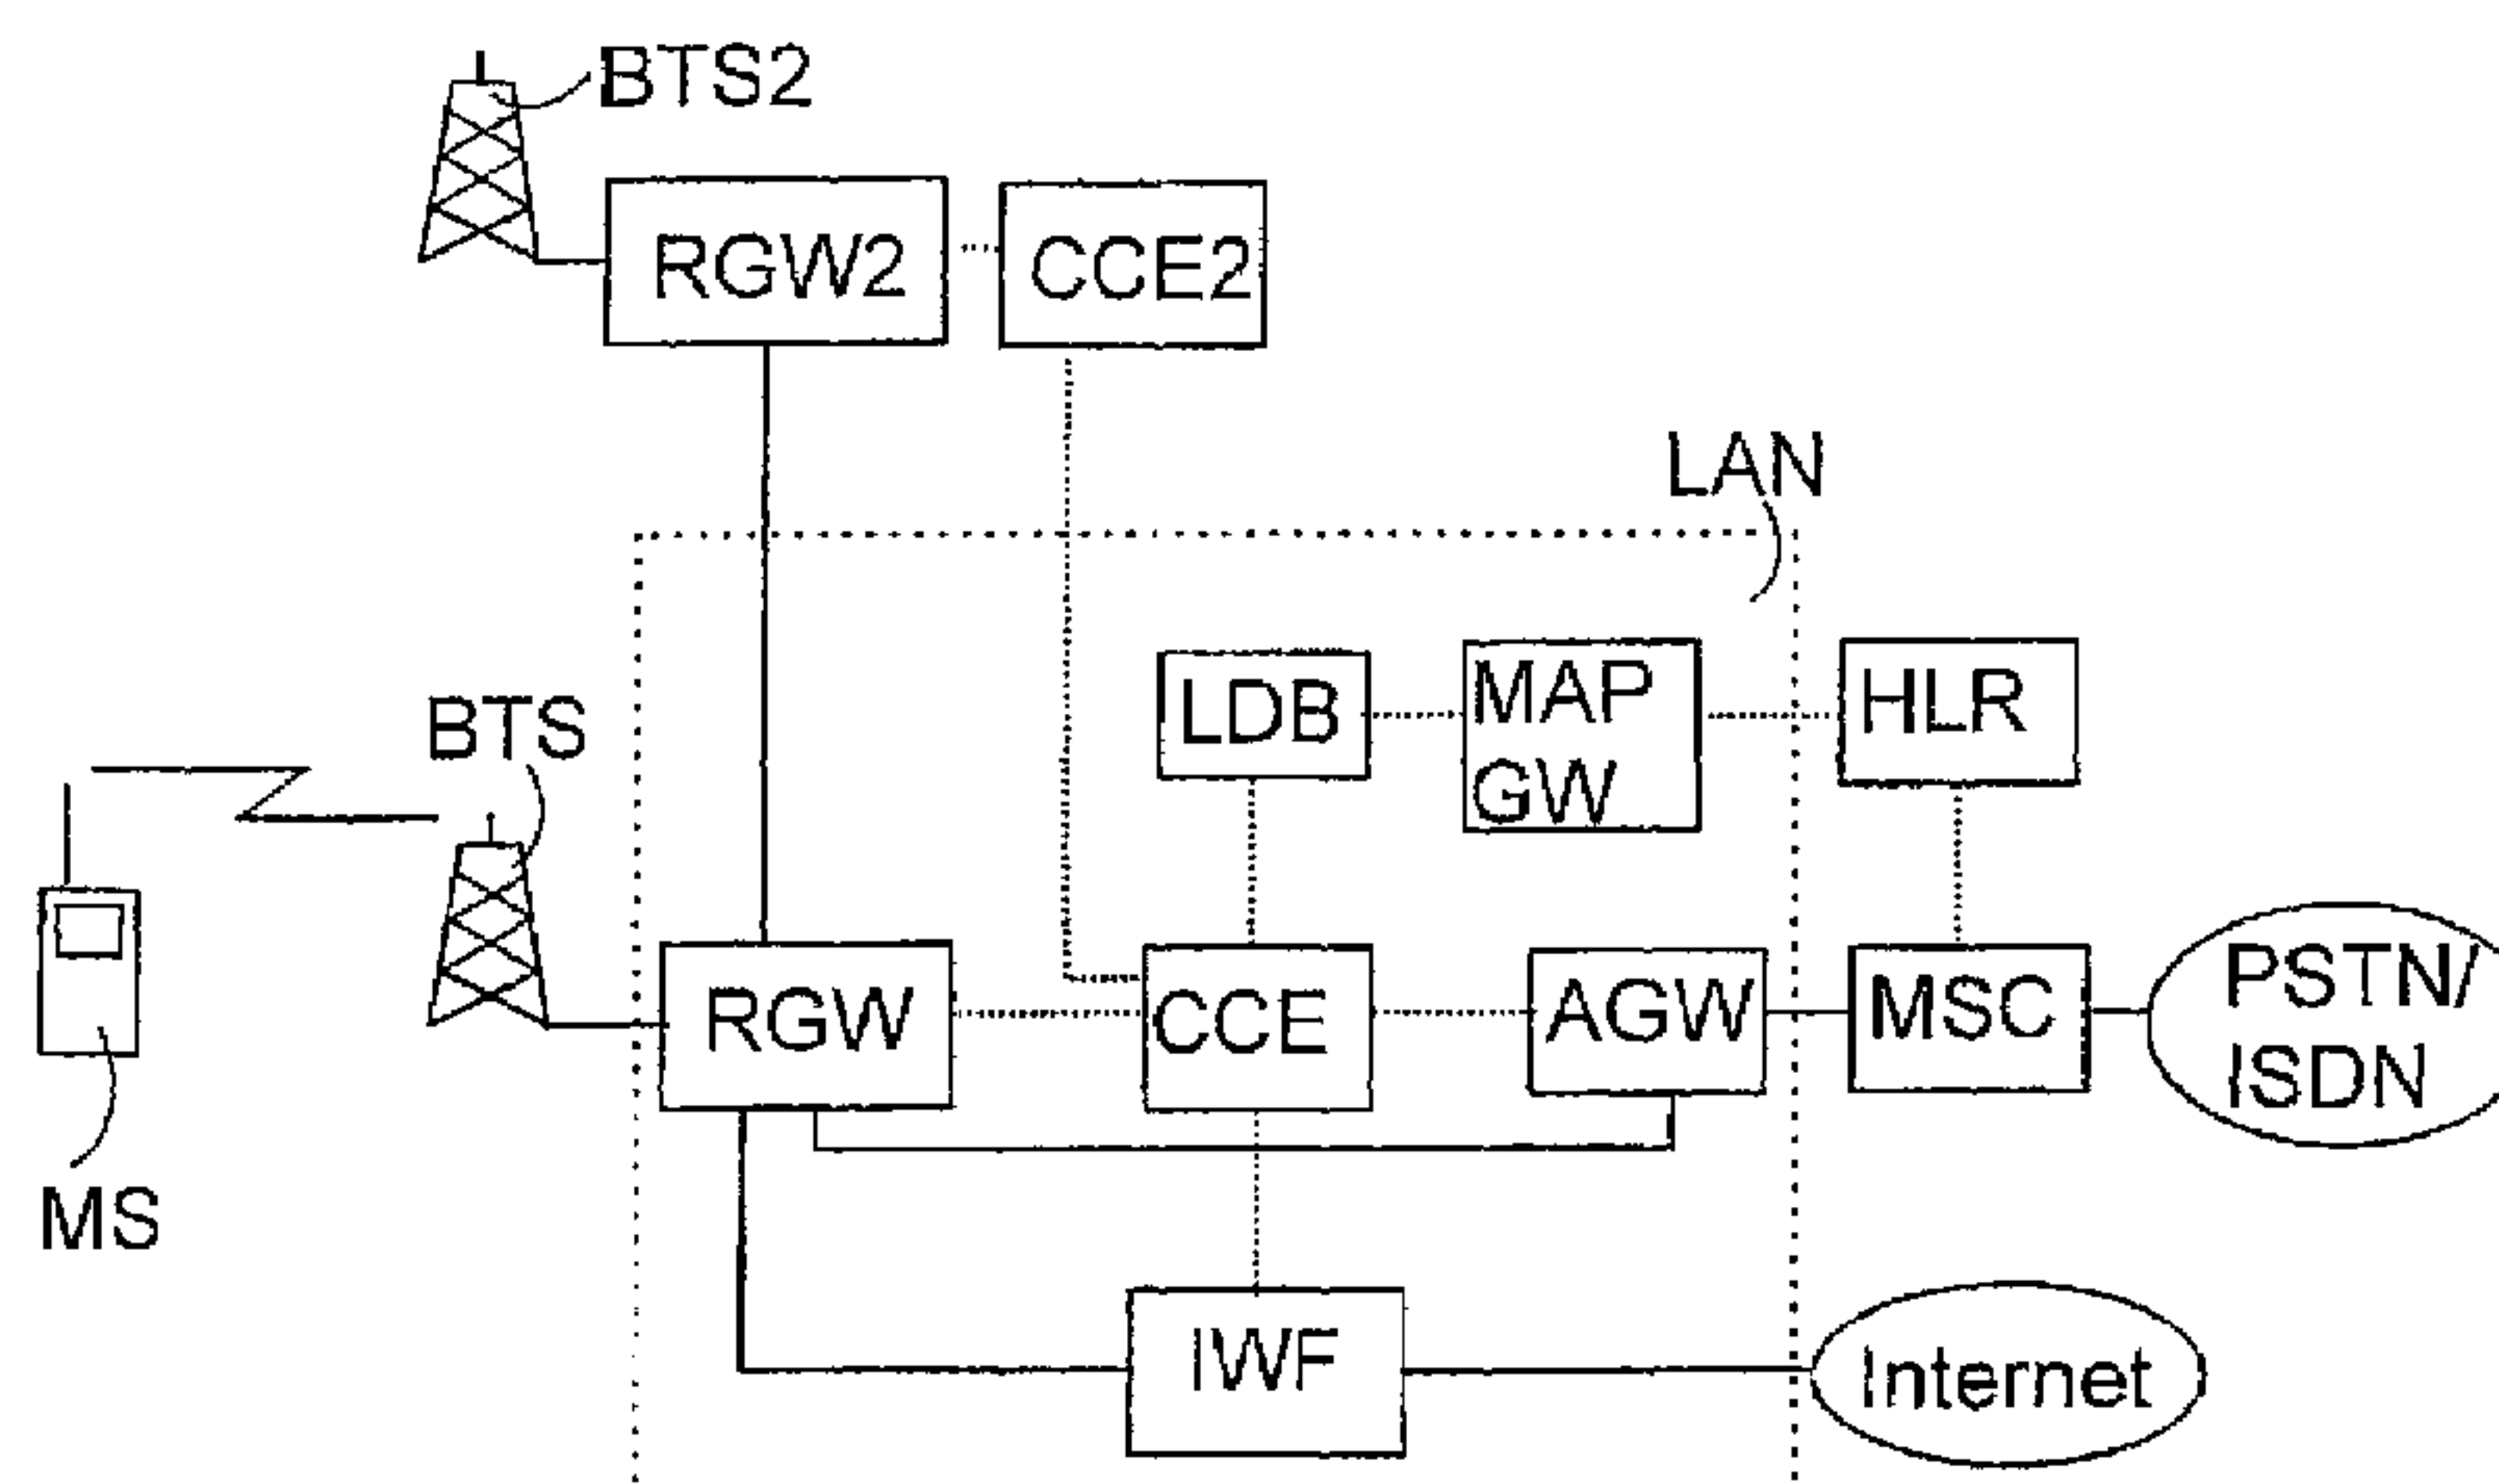 BTS2
RGW2
CCE2
LAN
LDB
MAP
GW
HLR
BTS
RGW
CCE
AGW
MSC
PSTN/
ISDN
MS
IWF
Internet